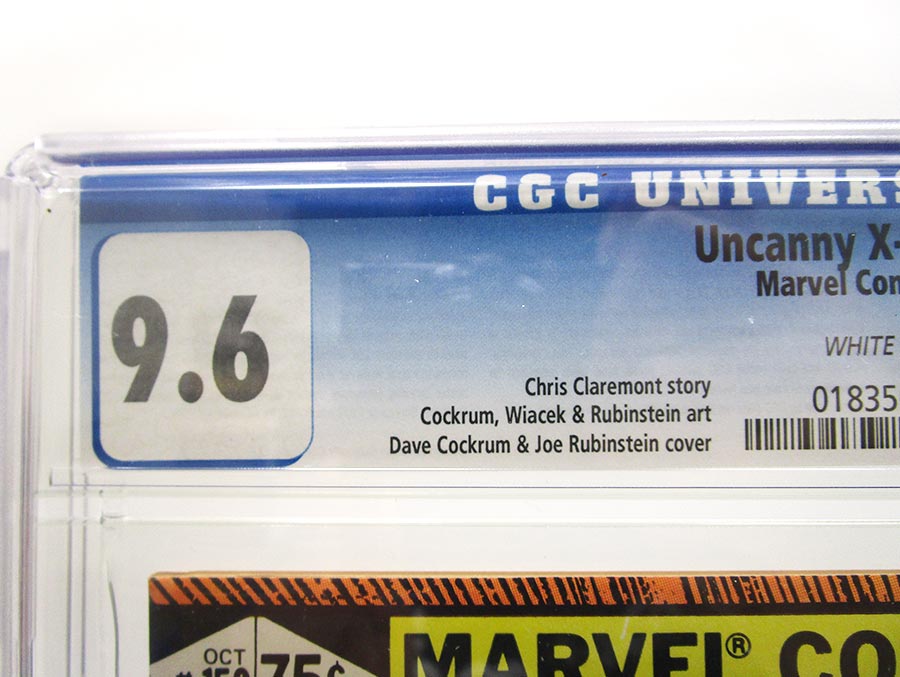 CGC UNIVERS
9.6
Uncanny X-
Marvel Com
WHITE
Chris Claremont story
Cockrum, Wiacek & Rubinstein art
Dave Cockrum & Joe Rubinstein cover
01835
OCT
75¢
MARVEL® CO